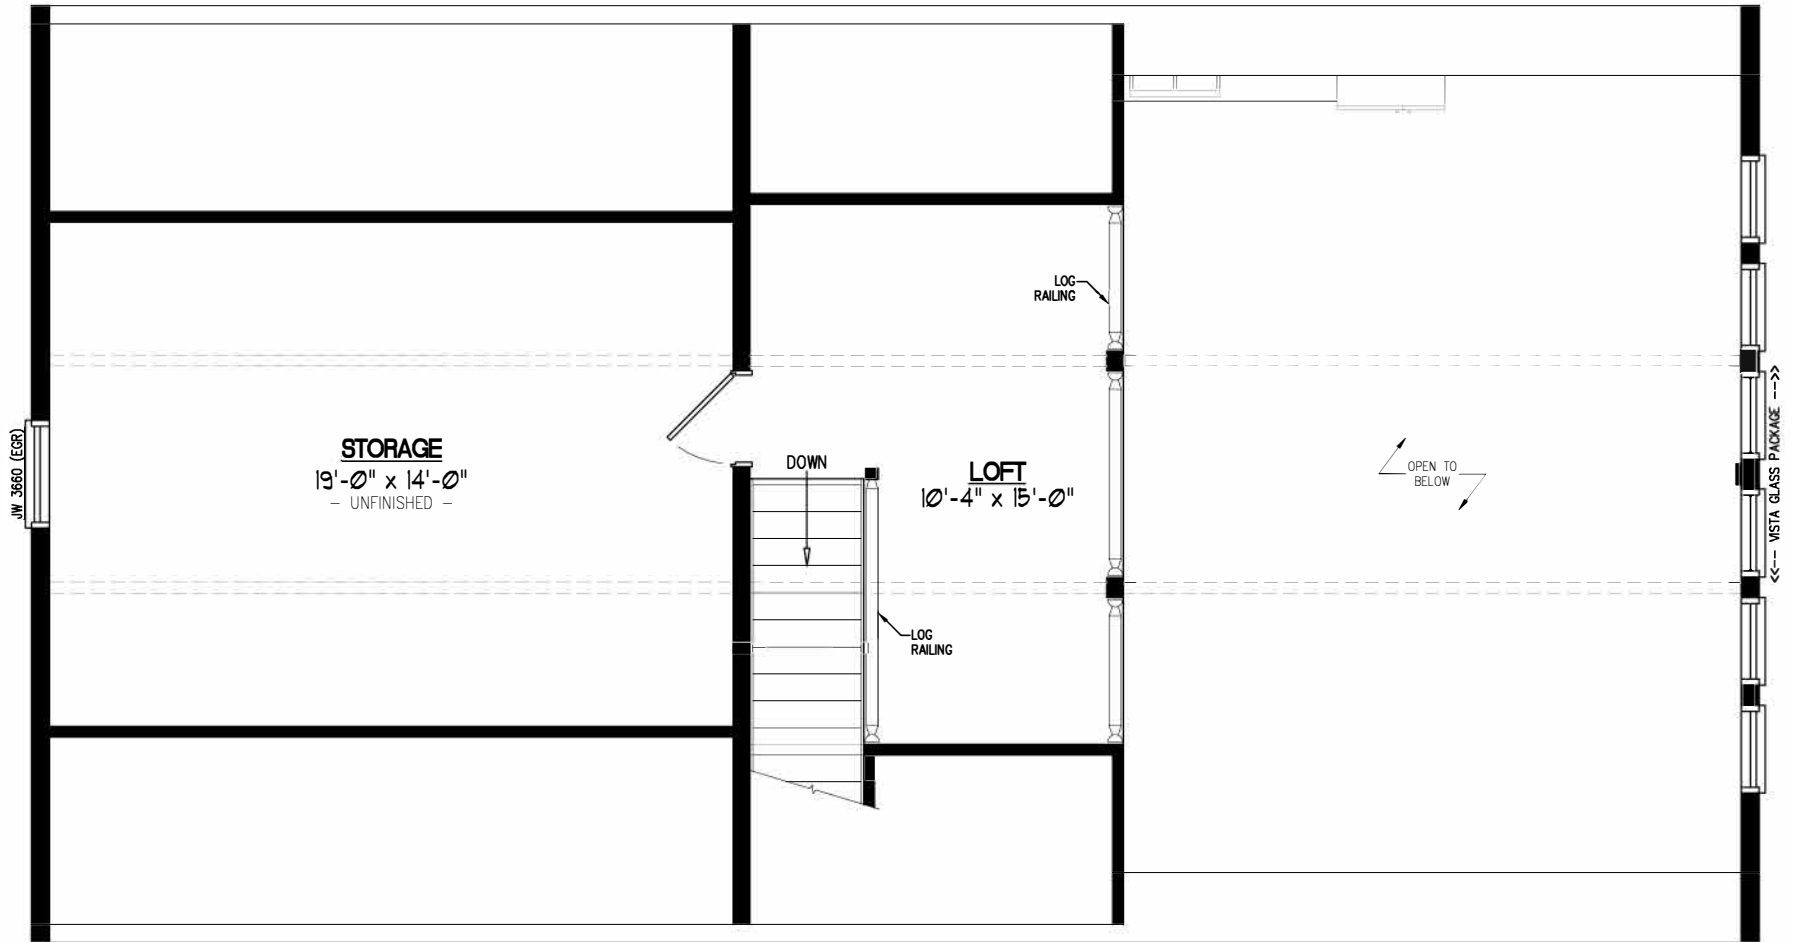 LOG
RAILING
JW 3660 (EGR)
STORAGE
19'-0" x 14'-0"
- UNFINISHED -
DOWN
LOFT
10'-4" x 15'-0"
OPEN TO
BELOW
<<--- VISTA GLASS PACKAGE --->>
LOG
RAILING